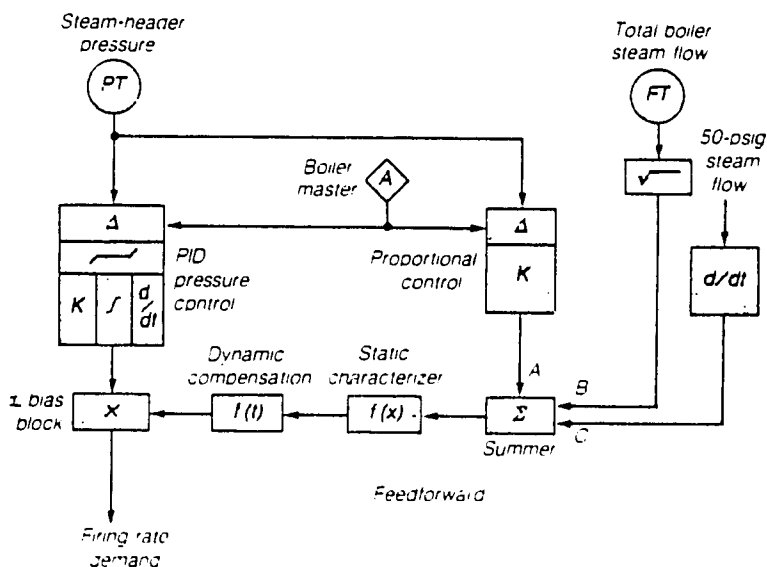 Steam-header
pressure
PT
Total boiler
steam flow
FT
√
50-psig
steam
flow
Boiler
master
A
Δ
PID
pressure
control
K
∫
d/dt
Proportional
control
Δ
K
d/dt
Dynamic
compensation
Static
characterizer
A
B
C
± bias
block
X
f(t)
f(x)
Σ
Summer
Feedforward
Firing rate
demand